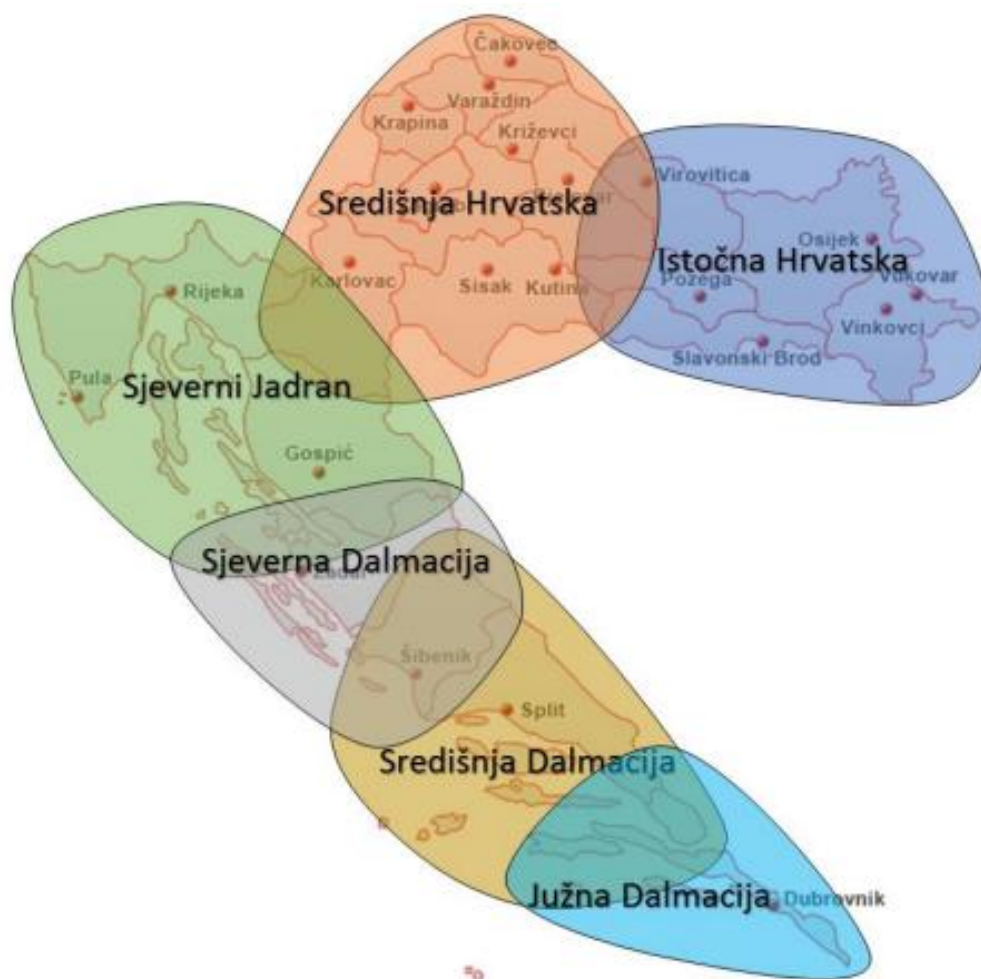 Čakovec
Varaždin
Krapina
Križevci
Virovitica
Središnja Hrvatska
Osijek
Istočna Hrvatska
Karlovac
Sisak
Kutina
Požega
Vukovar
Rijeka
Vinkovci
Slavonski Brod
Pula
Sjeverni Jadran
Gospić
Sjeverna Dalmacija
Zadar
Šibenik
Split
Središnja Dalmacija
Južna Dalmacija
Dubrovnik